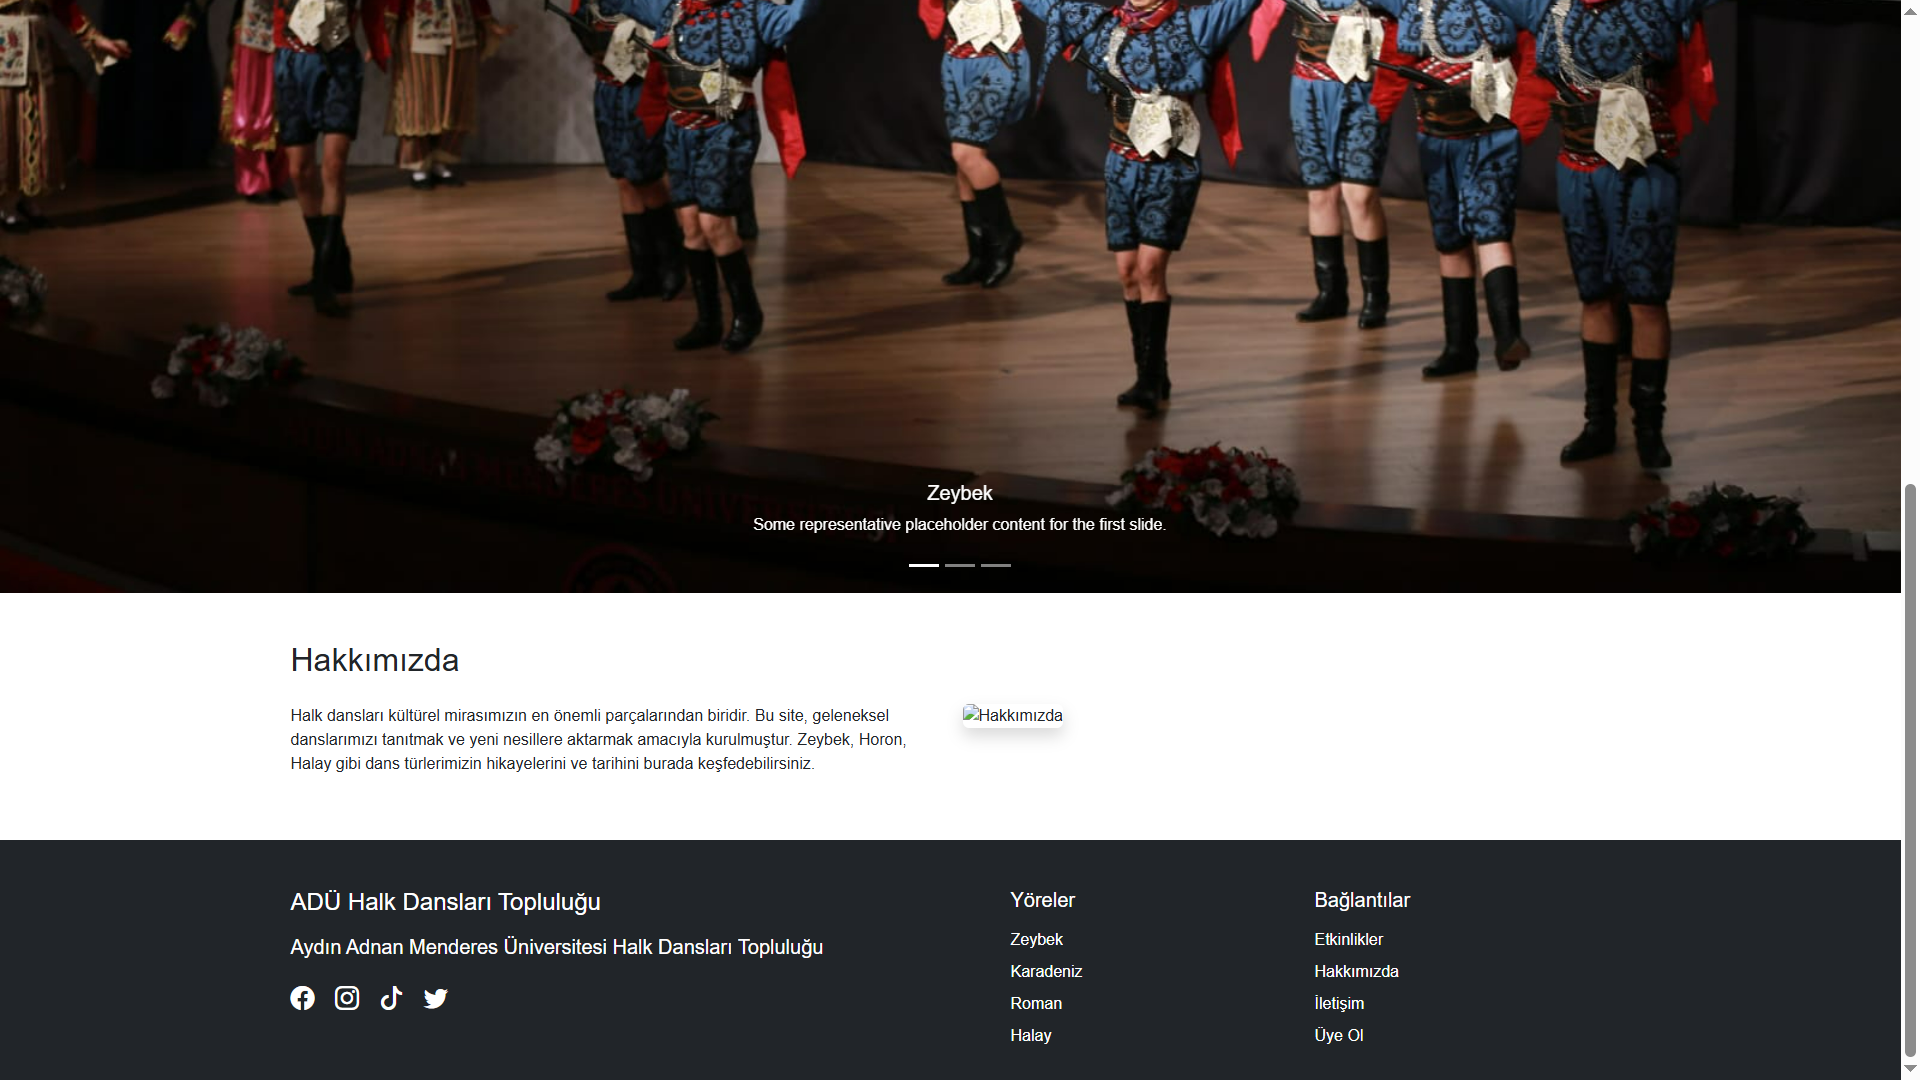 Zeybek
Some representative placeholder content for the first slide.
Hakkımızda
Halk dansları kültürel mirasımızın en önemli parçalarından biridir. Bu site, geleneksel
danslarımızı tanıtmak ve yeni nesillere aktarmak amacıyla kurulmuştur. Zeybek, Horon,
Halay gibi dans türlerimizin hikayelerini ve tarihini burada keşfedebilirsiniz.
Hakkımızda
ADÜ Halk Dansları Topluluğu
Aydın Adnan Menderes Üniversitesi Halk Dansları Topluluğu
Yöreler
Zeybek
Karadeniz
Roman
Halay
Bağlantılar
Etkinlikler
Hakkımızda
İletişim
Üye Ol